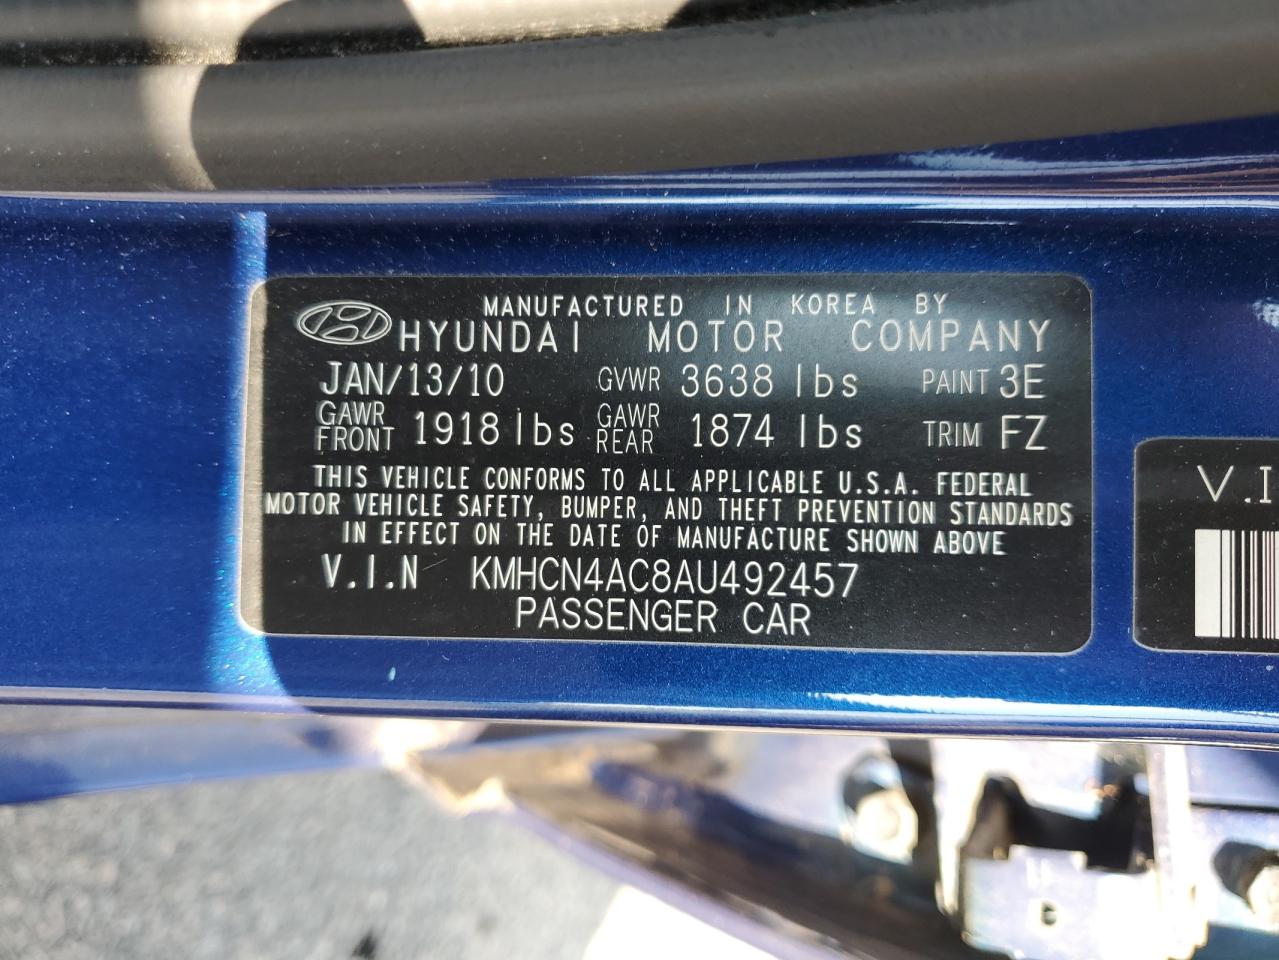 MANUFACTURED IN KOREA BY
HYUNDAI MOTOR COMPANY
JAN/13/10 GVWR 3638 lbs PAINT 3E
GAWR FRONT 1918 lbs GAWR REAR 1874 lbs TRIM FZ
THIS VEHICLE CONFORMS TO ALL APPLICABLE U.S.A. FEDERAL
MOTOR VEHICLE SAFETY, BUMPER, AND THEFT PREVENTION STANDARDS
IN EFFECT ON THE DATE OF MANUFACTURE SHOWN ABOVE
V.I.N KMHCN4AC8AU492457
PASSENGER CAR
V.I